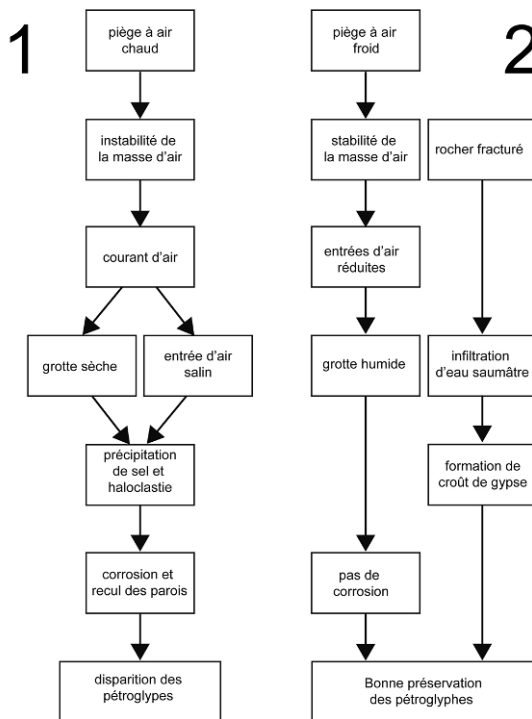 1
piège à air
chaud
instabilité de
la masse d'air
courant d'air
grotte sèche
entrée d'air
salin
précipitation
de sel et
haloclastie
corrosion et
recul des parois
disparition des
pétroglypes
2
piège à air
froid
stabilité de
la masse d'air
rocher fracturé
entrées d'air
réduites
grotte humide
infiltration
d'eau saumâtre
formation de
croût de gypse
pas de
corrosion
Bonne préservation
des pétroglyphes